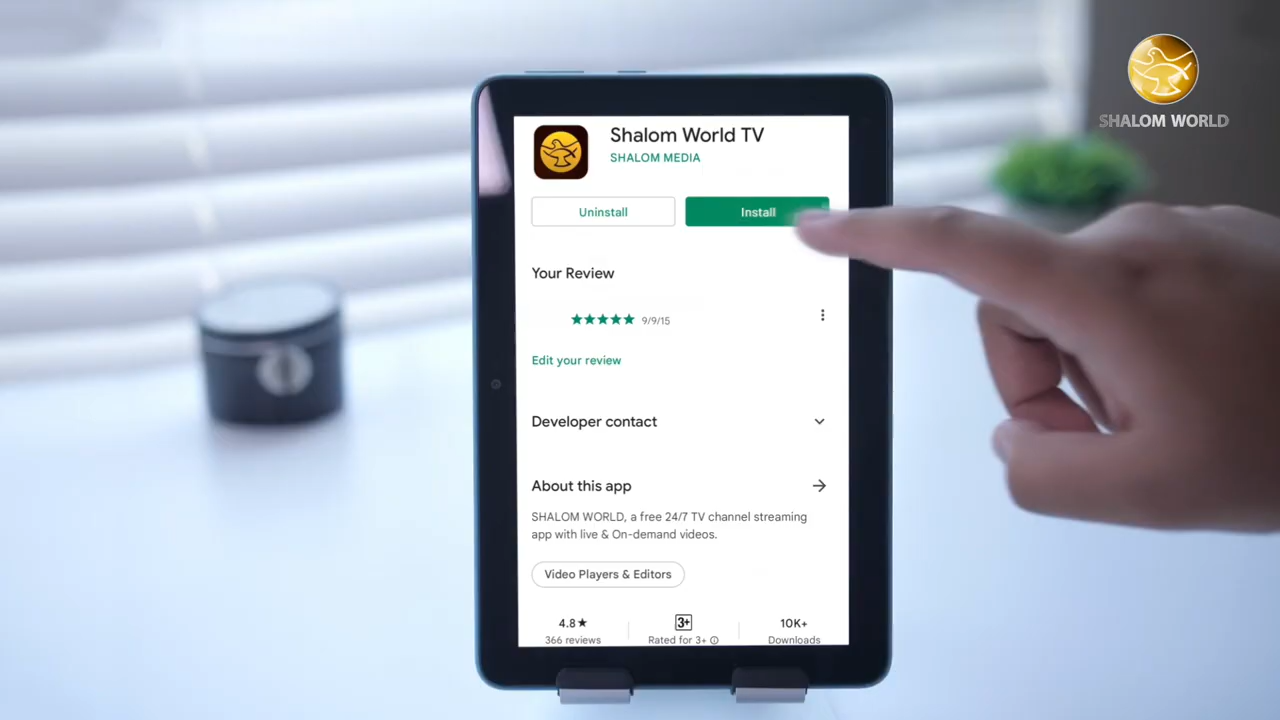 SHALOM WORLD
Shalom World TV
SHALOM MEDIA
Uninstall
Install
Your Review
★★★★★ 9/9/15
Edit your review
Developer contact
About this app
SHALOM WORLD, a free 24/7 TV channel streaming
app with live & On-demand videos.
Video Players & Editors
4.8★
366 reviews
3+
Rated for 3+
10K+
Downloads